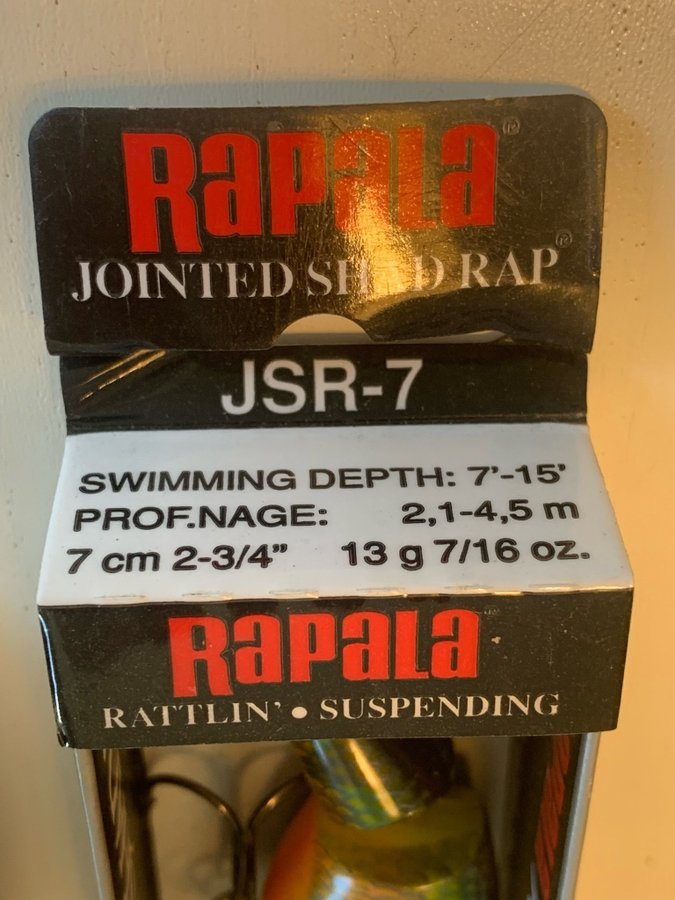 RAPALA®
JOINTED SHAD RAP®
JSR-7
SWIMMING DEPTH: 7'-15'
PROF.NAGE: 2,1-4,5 m
7 cm 2-3/4" 13 g 7/16 oz.
RAPALA
RATTLIN' • SUSPENDING